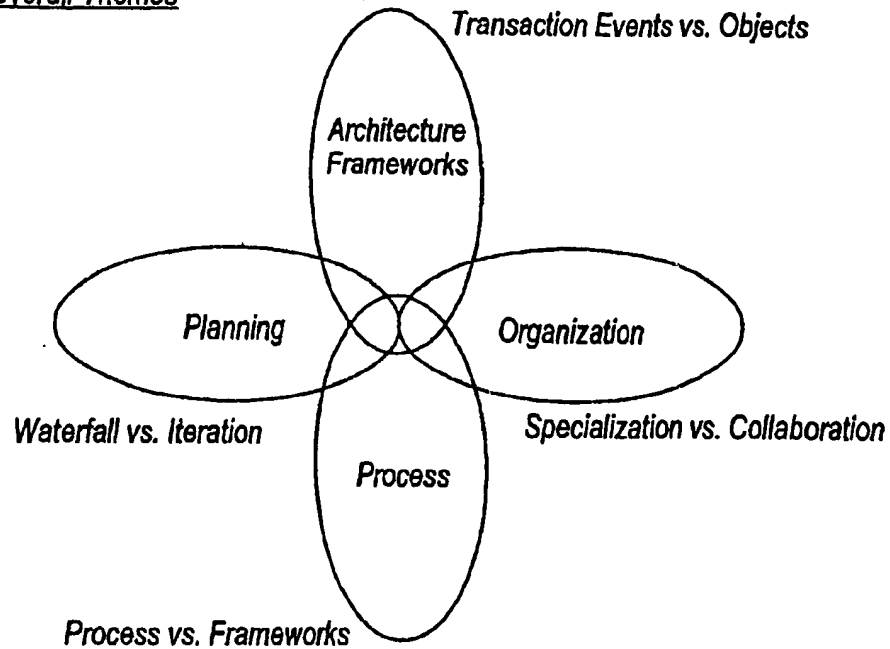 Overall Themes
Transaction Events vs. Objects
Architecture
Frameworks
Planning
Organization
Waterfall vs. Iteration
Specialization vs. Collaboration
Process
Process vs. Frameworks